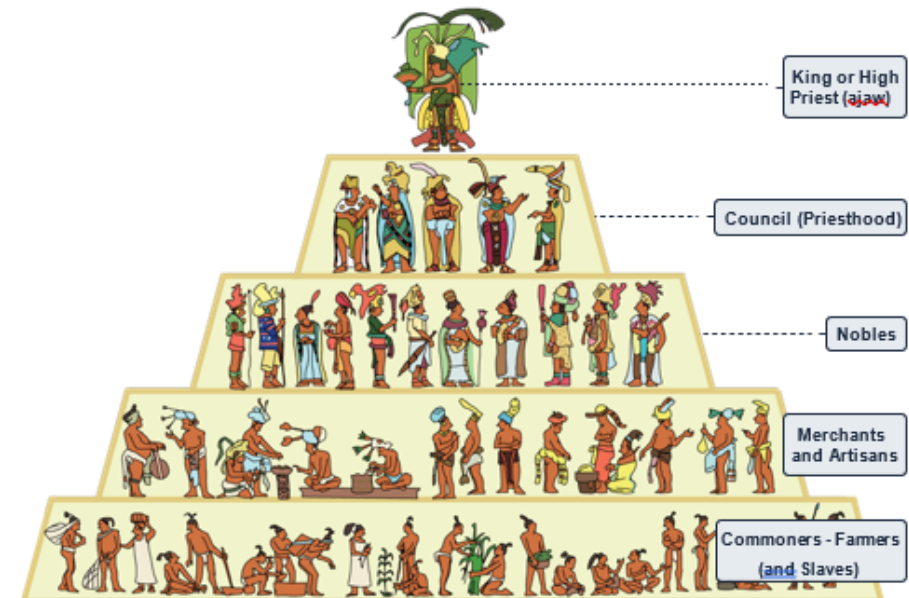 King or High
Priest (ajaw)
Council (Priesthood)
Nobles
Merchants
and Artisans
Commoners - Farmers
(and Slaves)